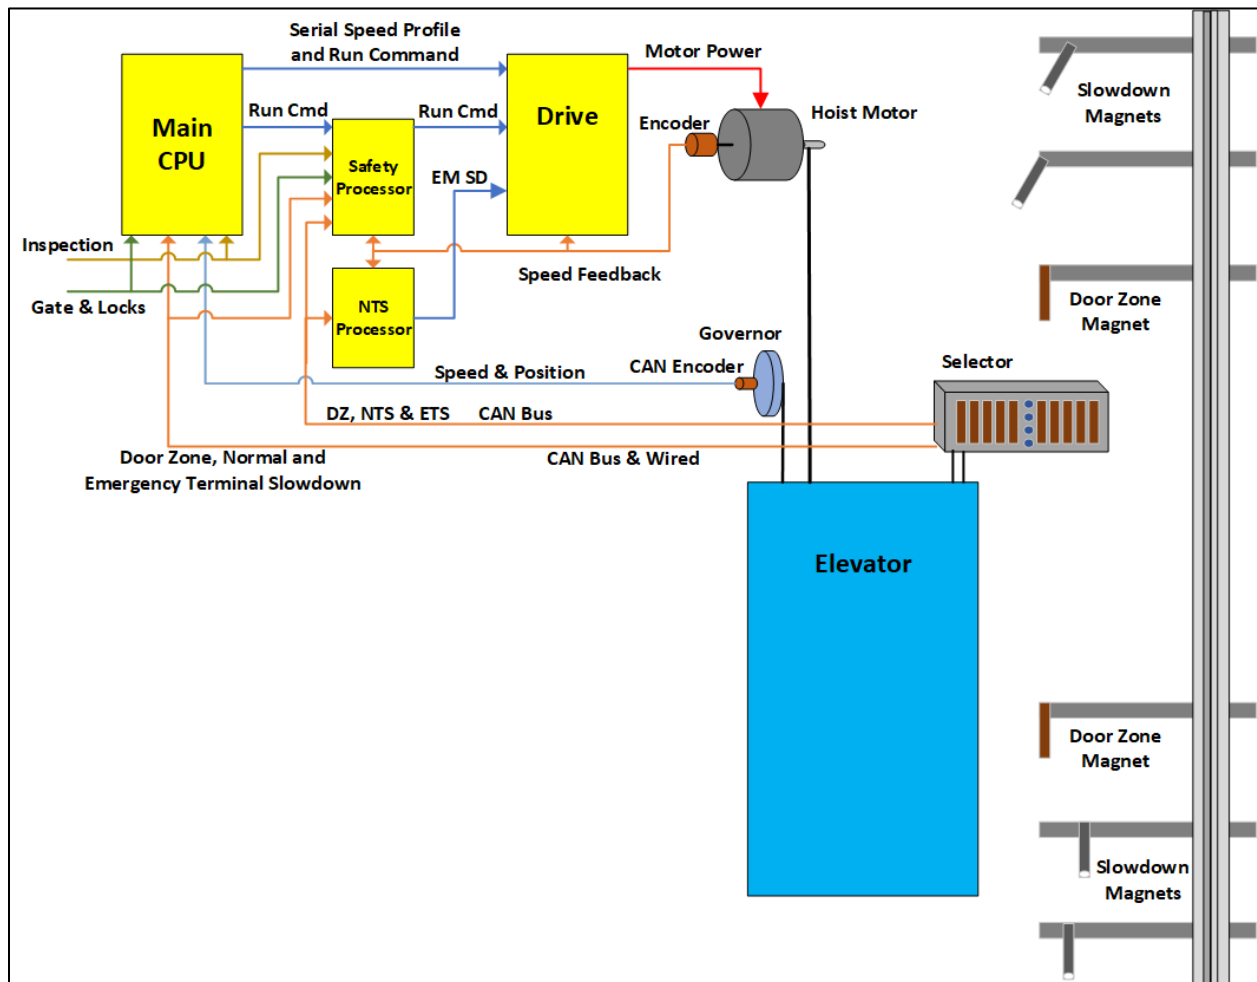 Serial Speed Profile
and Run Command
Motor Power
Slowdown
Magnets
Main
CPU
Run Cmd
Run Cmd
Drive
Encoder
Hoist Motor
Safety
Processor
EM SD
Inspection
Speed Feedback
Gate & Locks
NTS
Processor
Door Zone
Magnet
Governor
CAN Encoder
Selector
Speed & Position
DZ, NTS & ETS
CAN Bus
Door Zone, Normal and
Emergency Terminal Slowdown
CAN Bus & Wired
Elevator
Door Zone
Magnet
Slowdown
Magnets